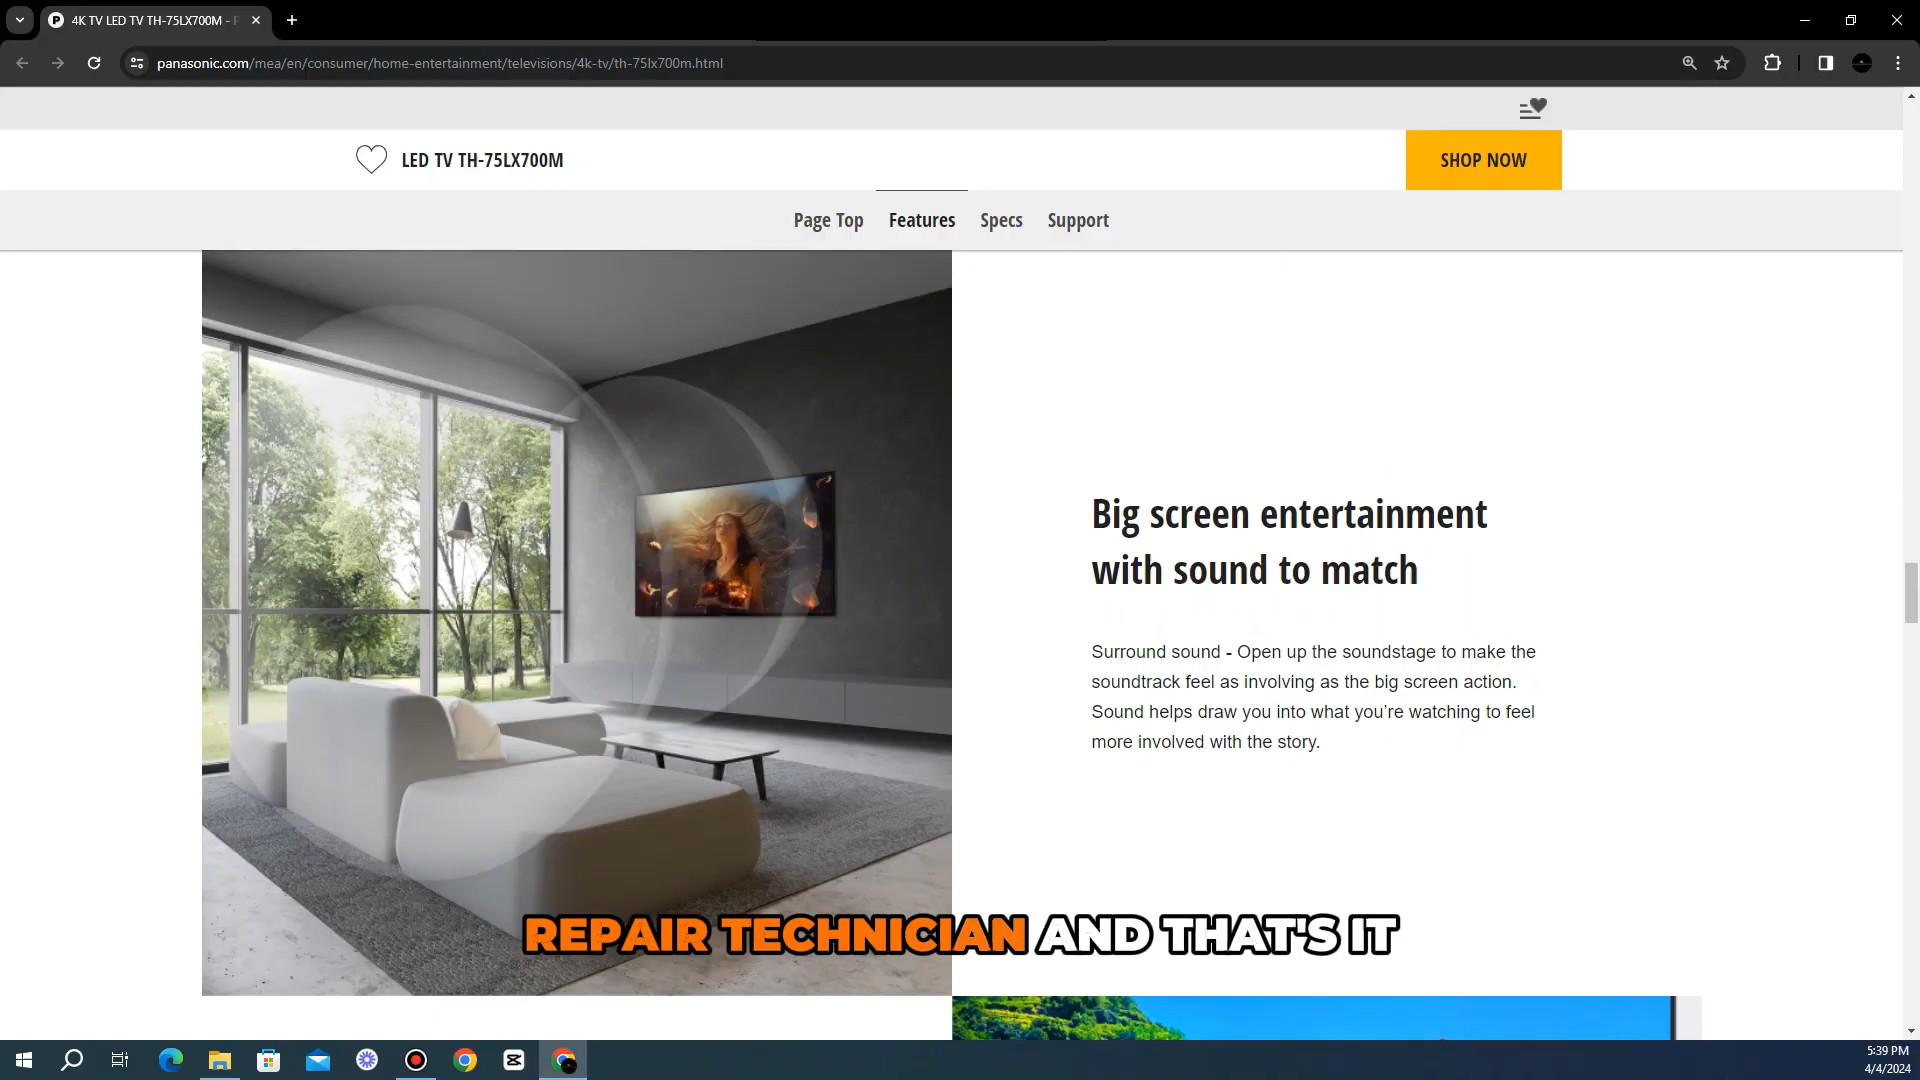 4K TV LED TV TH-75LX700M - P
panasonic.com/mea/en/consumer/home-entertainment/televisions/4k-tv/th-75lx700m.html
LED TV TH-75LX700M
SHOP NOW
Page Top
Features
Specs
Support
Big screen entertainment
with sound to match
Surround sound - Open up the soundstage to make the
soundtrack feel as involving as the big screen action.
Sound helps draw you into what you’re watching to feel
more involved with the story.
REPAIR TECHNICIAN AND THAT'S IT
5:39 PM
4/4/2024